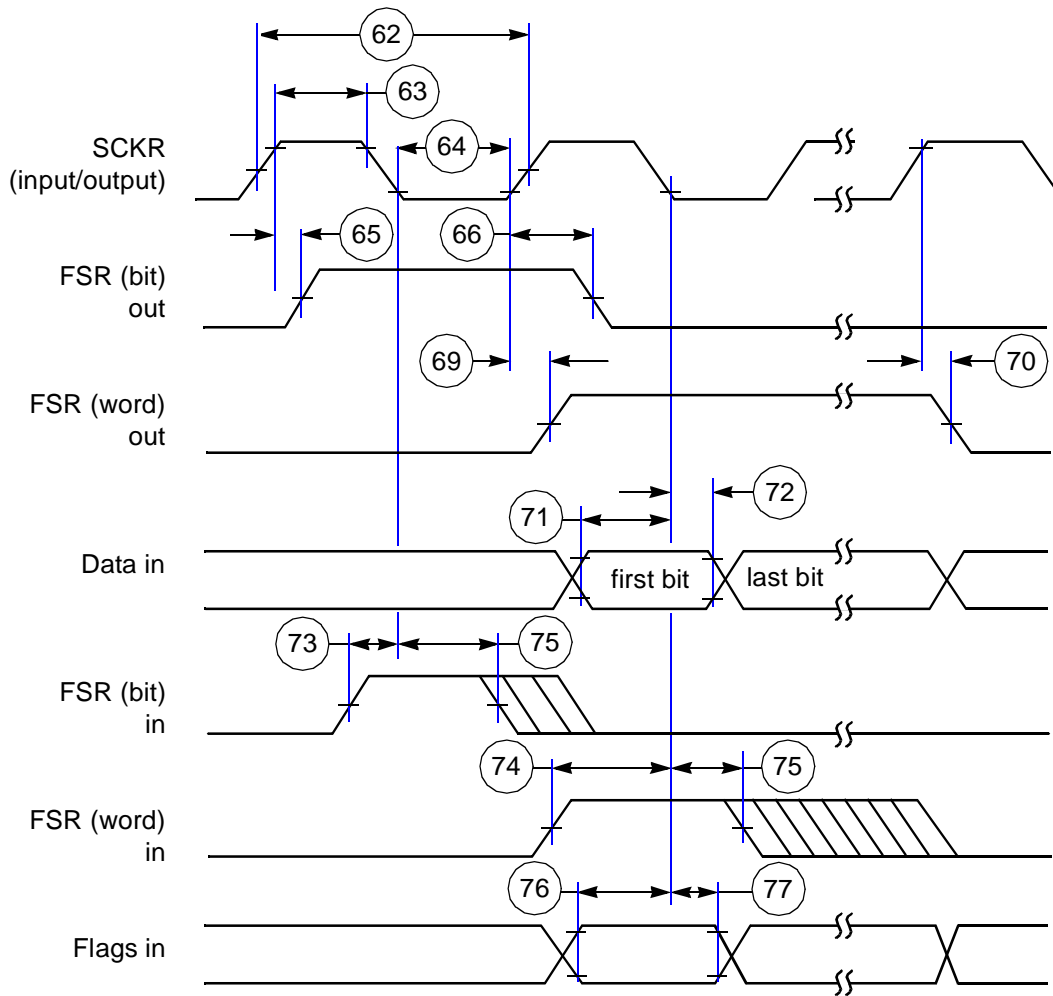 62
63
64
SCKR
(input/output)
65
66
FSR (bit)
out
69
70
FSR (word)
out
71
72
Data in
first bit
last bit
73
75
FSR (bit)
in
74
75
FSR (word)
in
76
77
Flags in